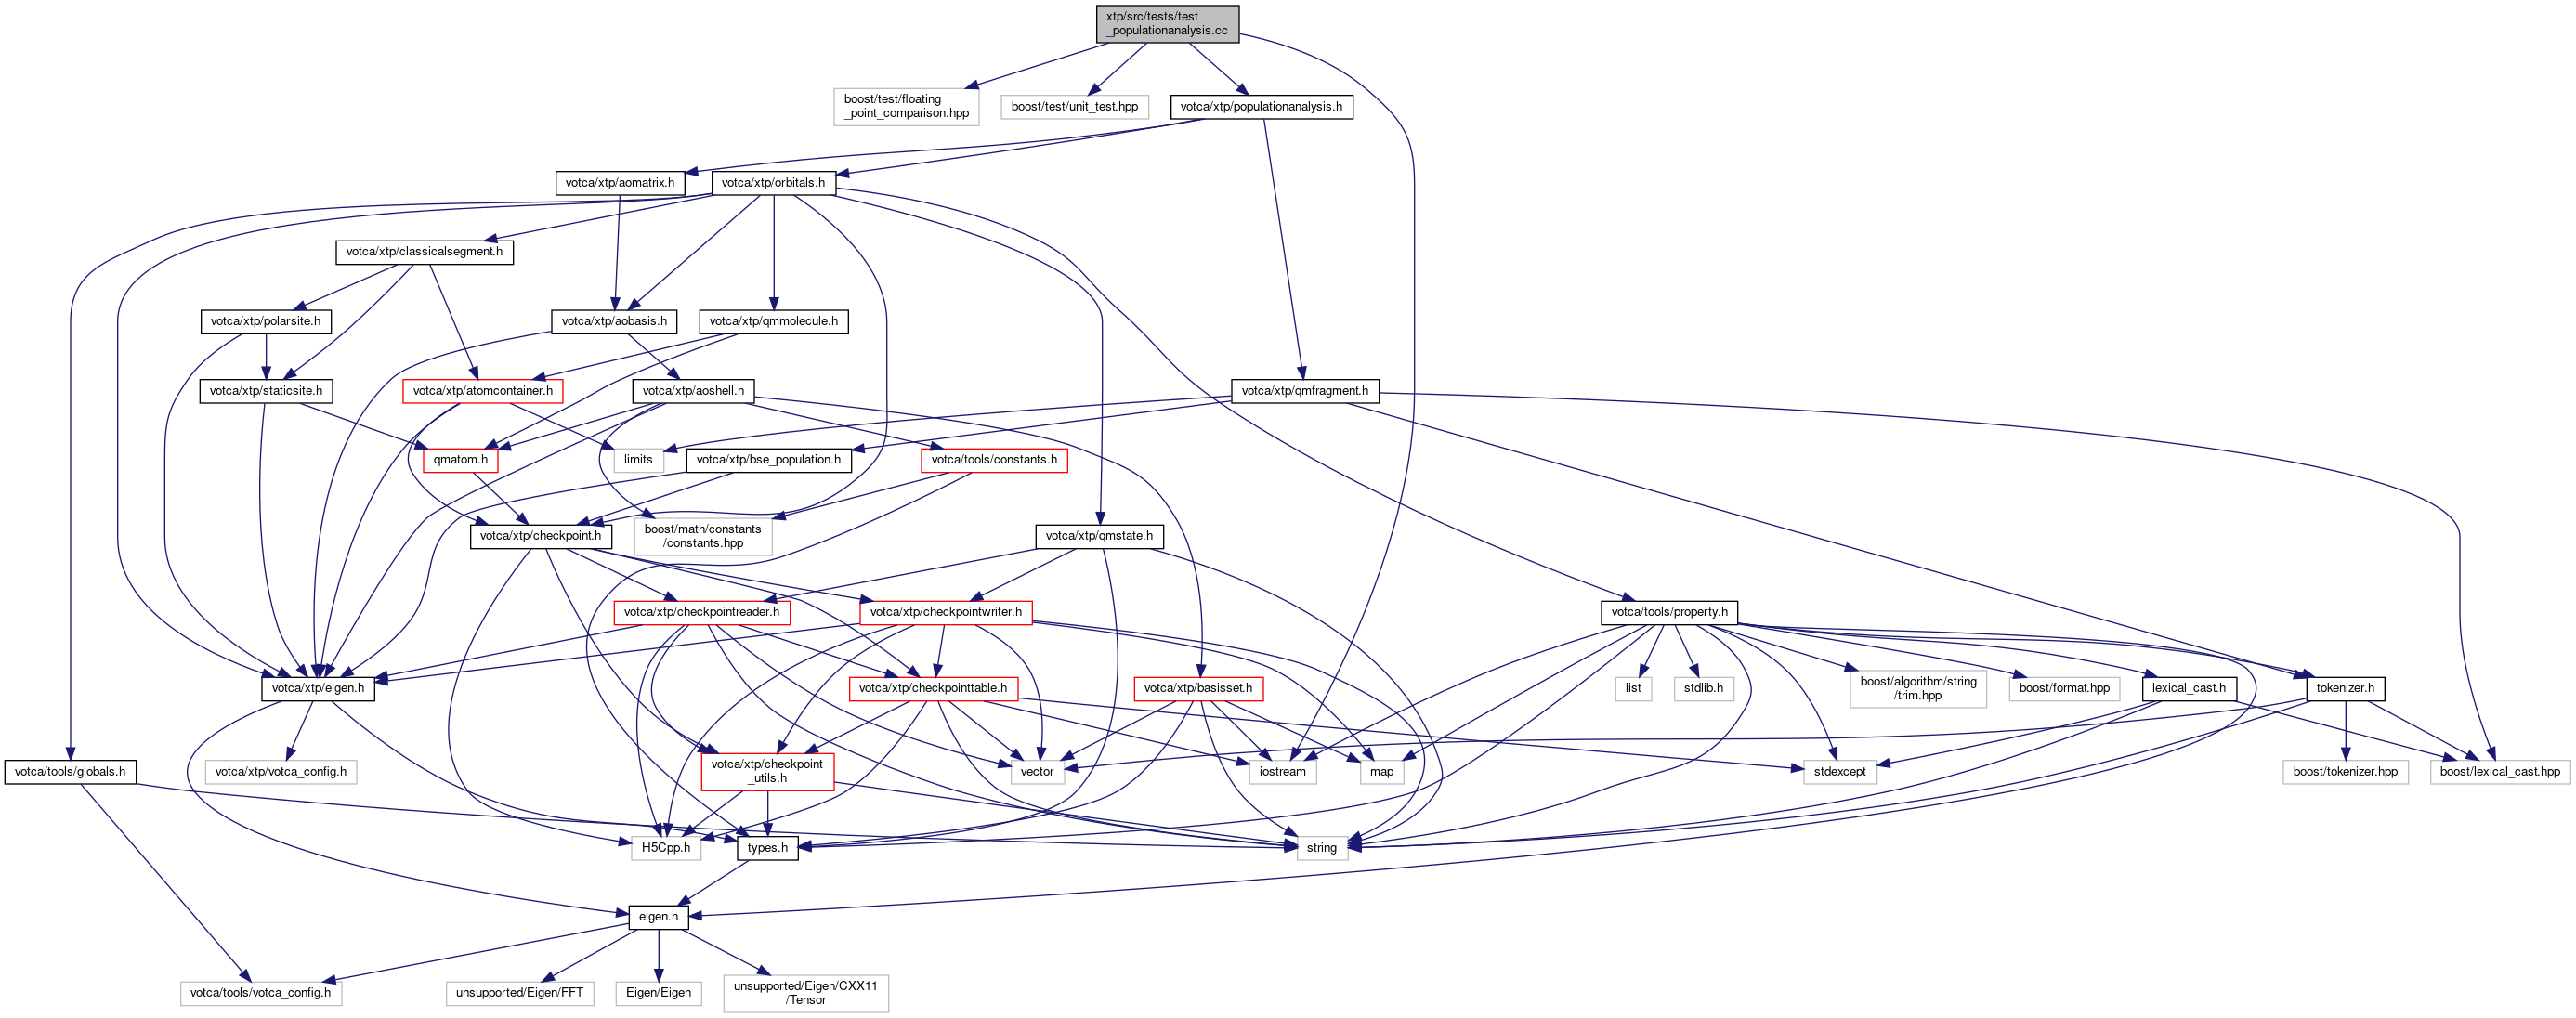 xtp/src/tests/test
_populationanalysis.cc
boost/test/floating
_point_comparison.hpp
boost/test/unit_test.hpp
votca/xtp/populationanalysis.h
votca/xtp/aomatrix.h
votca/xtp/orbitals.h
votca/xtp/classicalsegment.h
votca/xtp/polarsite.h
votca/xtp/aobasis.h
votca/xtp/qmmolecule.h
votca/xtp/staticsite.h
votca/xtp/atomcontainer.h
votca/xtp/aoshell.h
votca/xtp/qmfragment.h
qmatom.h
limits
votca/xtp/bse_population.h
votca/tools/constants.h
votca/xtp/checkpoint.h
boost/math/constants
/constants.hpp
votca/xtp/qmstate.h
votca/xtp/checkpointreader.h
votca/xtp/checkpointwriter.h
votca/tools/property.h
votca/xtp/eigen.h
votca/xtp/checkpointtable.h
votca/xtp/basisset.h
list
stdlib.h
boost/algorithm/string
/trim.hpp
boost/format.hpp
lexical_cast.h
tokenizer.h
votca/tools/globals.h
votca/xtp/votca_config.h
votca/xtp/checkpoint
_utils.h
vector
iostream
map
stdexcept
boost/tokenizer.hpp
boost/lexical_cast.hpp
H5Cpp.h
types.h
string
eigen.h
votca/tools/votca_config.h
unsupported/Eigen/FFT
Eigen/Eigen
unsupported/Eigen/CXX11
/Tensor